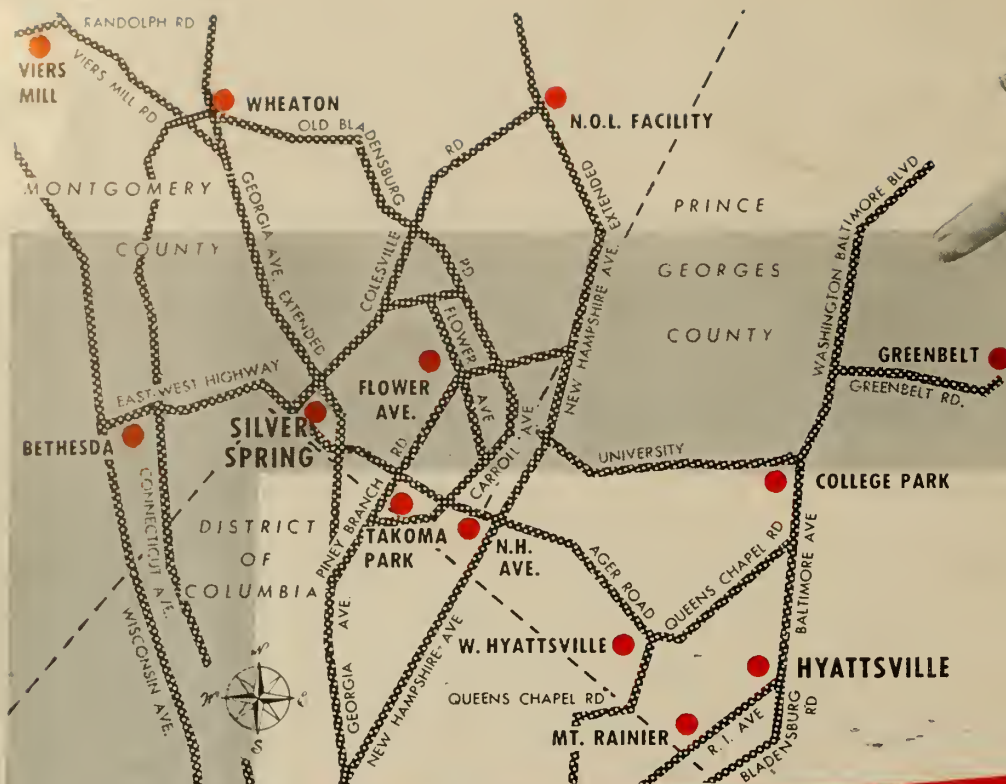 RANDOLPH RD
VIERS
MILL
VIERS MILL RD
WHEATON
OLD BLADENSBURG
RD
N.O.L. FACILITY
MONTGOMERY
COUNTY
GEORGIA AVE. EXTENDED
COLESVILLE
RD
NEW HAMPSHIRE AVE. EXTENDED
PRINCE
GEORGES
COUNTY
WASHINGTON BALTIMORE BLVD
GREENBELT
GREENBELT RD.
EAST-WEST HIGHWAY
FLOWER
AVE.
FLOWER
AVE
BETHESDA
SILVER
SPRING
CARROLL AVE.
UNIVERSITY
COLLEGE PARK
CONNECTICUT AVE.
DISTRICT
OF
COLUMBIA
PINEY BRANCH
RD
TAKOMA
PARK
N.H.
AVE.
AGER ROAD
QUEENS CHAPEL RD
BALTIMORE AVE
WISCONSIN AVE.
GEORGIA
AVE.
NEW HAMPSHIRE AVE
W. HYATTSVILLE
HYATTSVILLE
QUEENS CHAPEL RD
MT. RAINIER
R.I. AVE
BLADENSBURG
RD
N
W
E
S